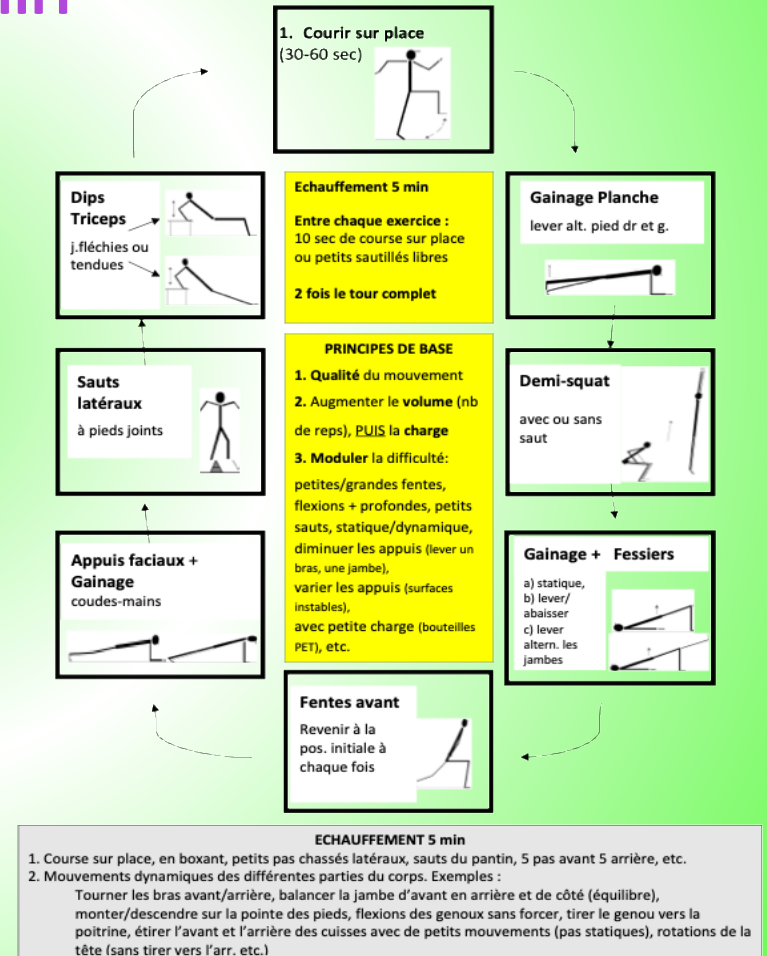 1. Courir sur place
(30-60 sec)
Dips
Triceps
j.fléchies ou
tendues
Echauffement 5 min
Entre chaque exercice :
10 sec de course sur place
ou petits sautillés libres
2 fois le tour complet
Gainage Planche
lever alt. pied dr et g.
Sauts
latéraux
à pieds joints
PRINCIPES DE BASE
1. Qualité du mouvement
2. Augmenter le volume (nb
de reps), PUIS la charge
3. Moduler la difficulté:
petites/grandes fentes,
flexions + profondes, petits
sauts, statique/dynamique,
diminuer les appuis (lever un
bras, une jambe),
varier les appuis (surfaces
instables),
avec petite charge (bouteilles
PET), etc.
Demi-squat
avec ou sans
saut
Appuis faciaux +
Gainage
coudes-mains
Gainage + Fessiers
a) statique,
b) lever/
abaisser
c) lever
altern. les
jambes
Fentes avant
Revenir à la
pos. initiale à
chaque fois
ECHAUFFEMENT 5 min
1. Course sur place, en boxant, petits pas chassés latéraux, sauts du pantin, 5 pas avant 5 arrière, etc.
2. Mouvements dynamiques des différentes parties du corps. Exemples :
Tourner les bras avant/arrière, balancer la jambe d'avant en arrière et de côté (équilibre),
monter/descendre sur la pointe des pieds, flexions des genoux sans forcer, tirer le genou vers la
poitrine, étirer l'avant et l'arrière des cuisses avec de petits mouvements (pas statiques), rotations de la
tête (sans tirer vers l'arr. etc.)